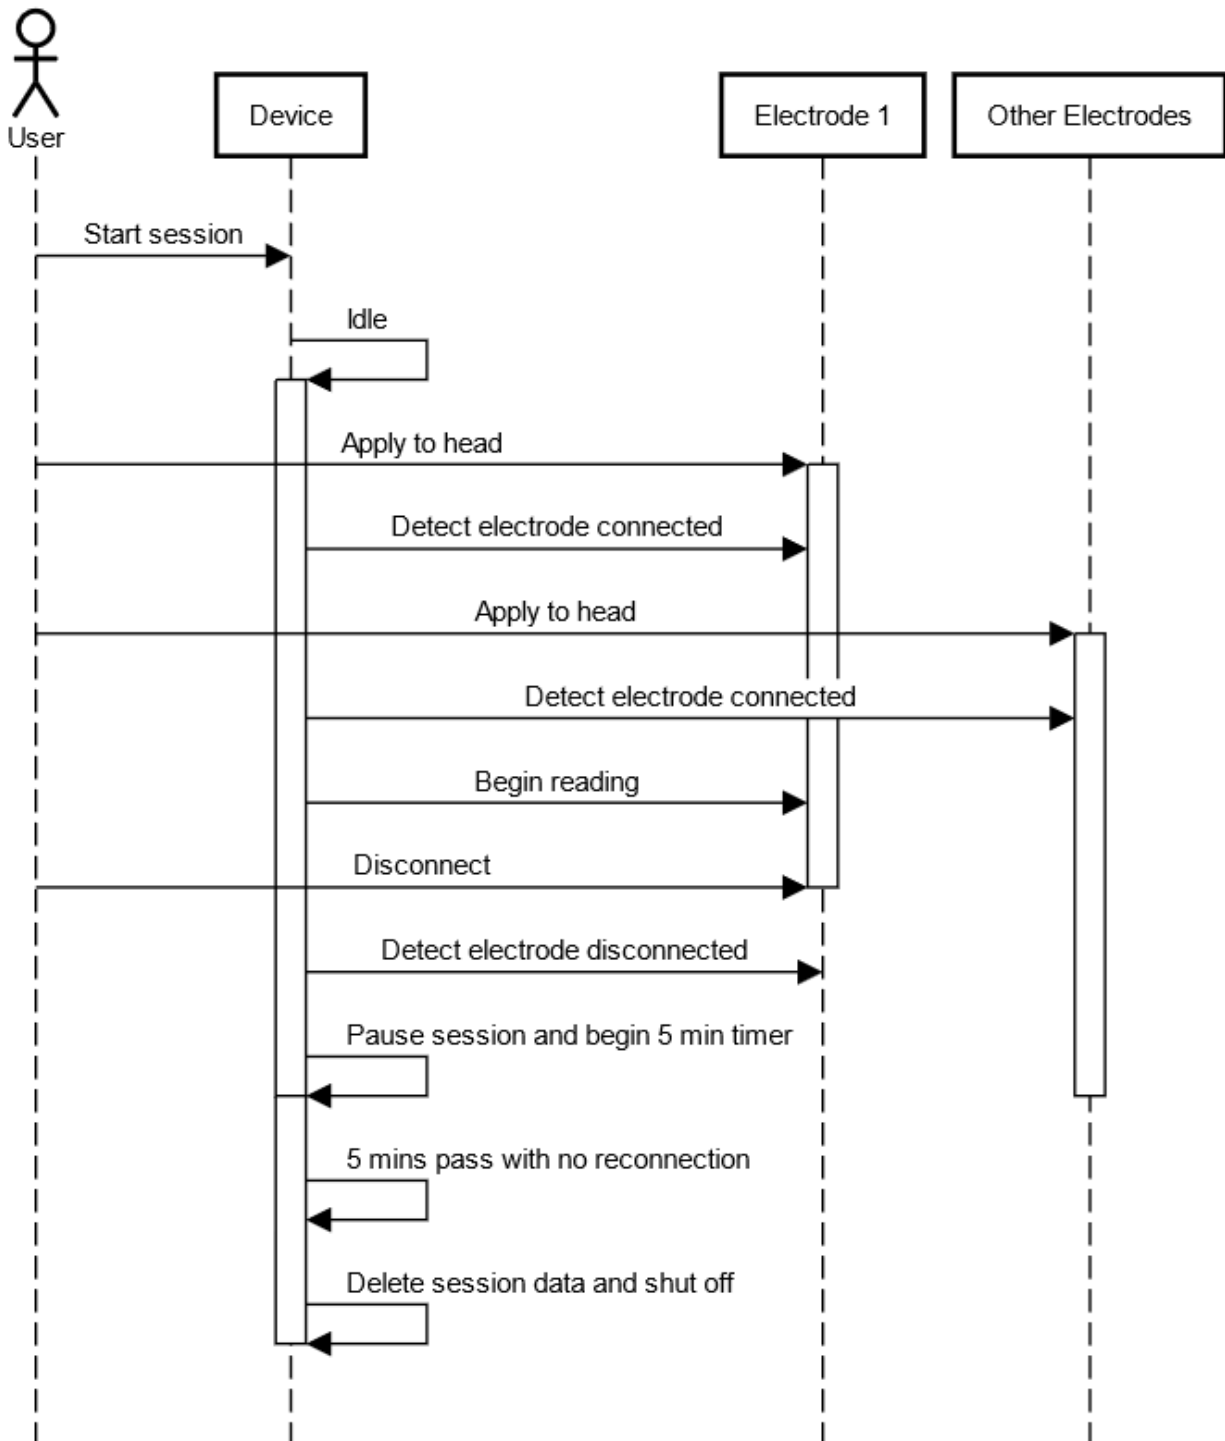 User
Device
Electrode 1
Other Electrodes
Start session
Idle
Apply to head
Detect electrode connected
Apply to head
Detect electrode connected
Begin reading
Disconnect
Detect electrode disconnected
Pause session and begin 5 min timer
5 mins pass with no reconnection
Delete session data and shut off